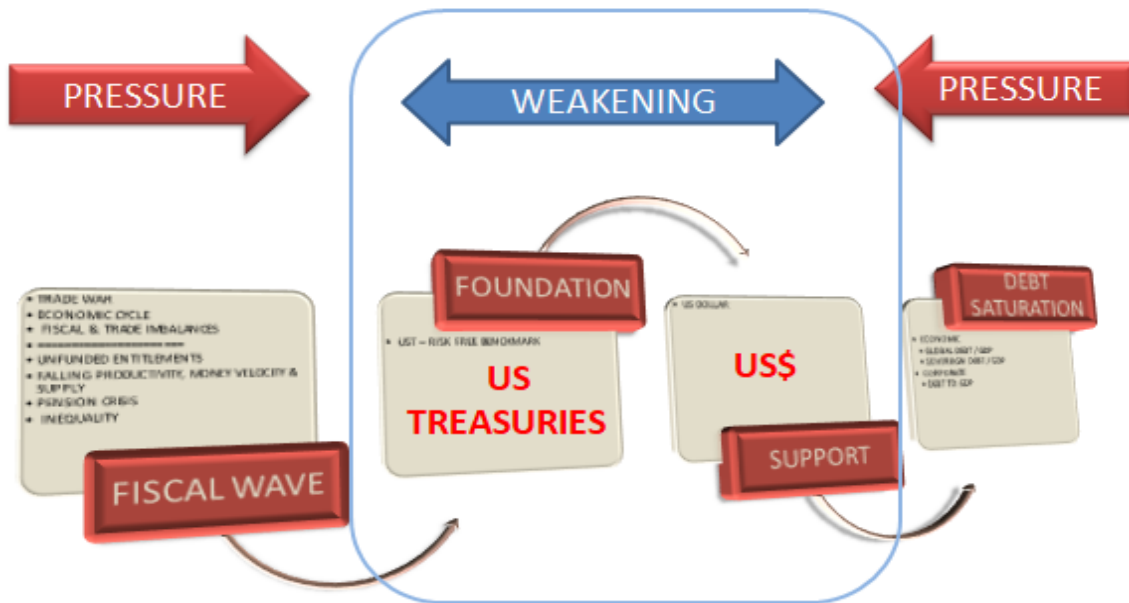 PRESSURE
WEAKENING
PRESSURE
• TRADE WAR
• ECONOMIC CYCLE
• FISCAL & TRADE IMBALANCES
• ====================
• UNFUNDED ENTITLEMENTS
• FALLING PRODUCTIVITY, MONEY VELOCITY &
SUPPLY
• PENSION CRISIS
• INEQUALITY
FISCAL WAVE
FOUNDATION
• UST – RISK FREE BENCHMARK
US
TREASURIES
• US DOLLAR
US$
SUPPORT
DEBT
SATURATION
• ECONOMIC
• GLOBAL DEBT / GDP
• SOVEREIGN DEBT / GDP
• CORPORATE
• DEBT TO GDP